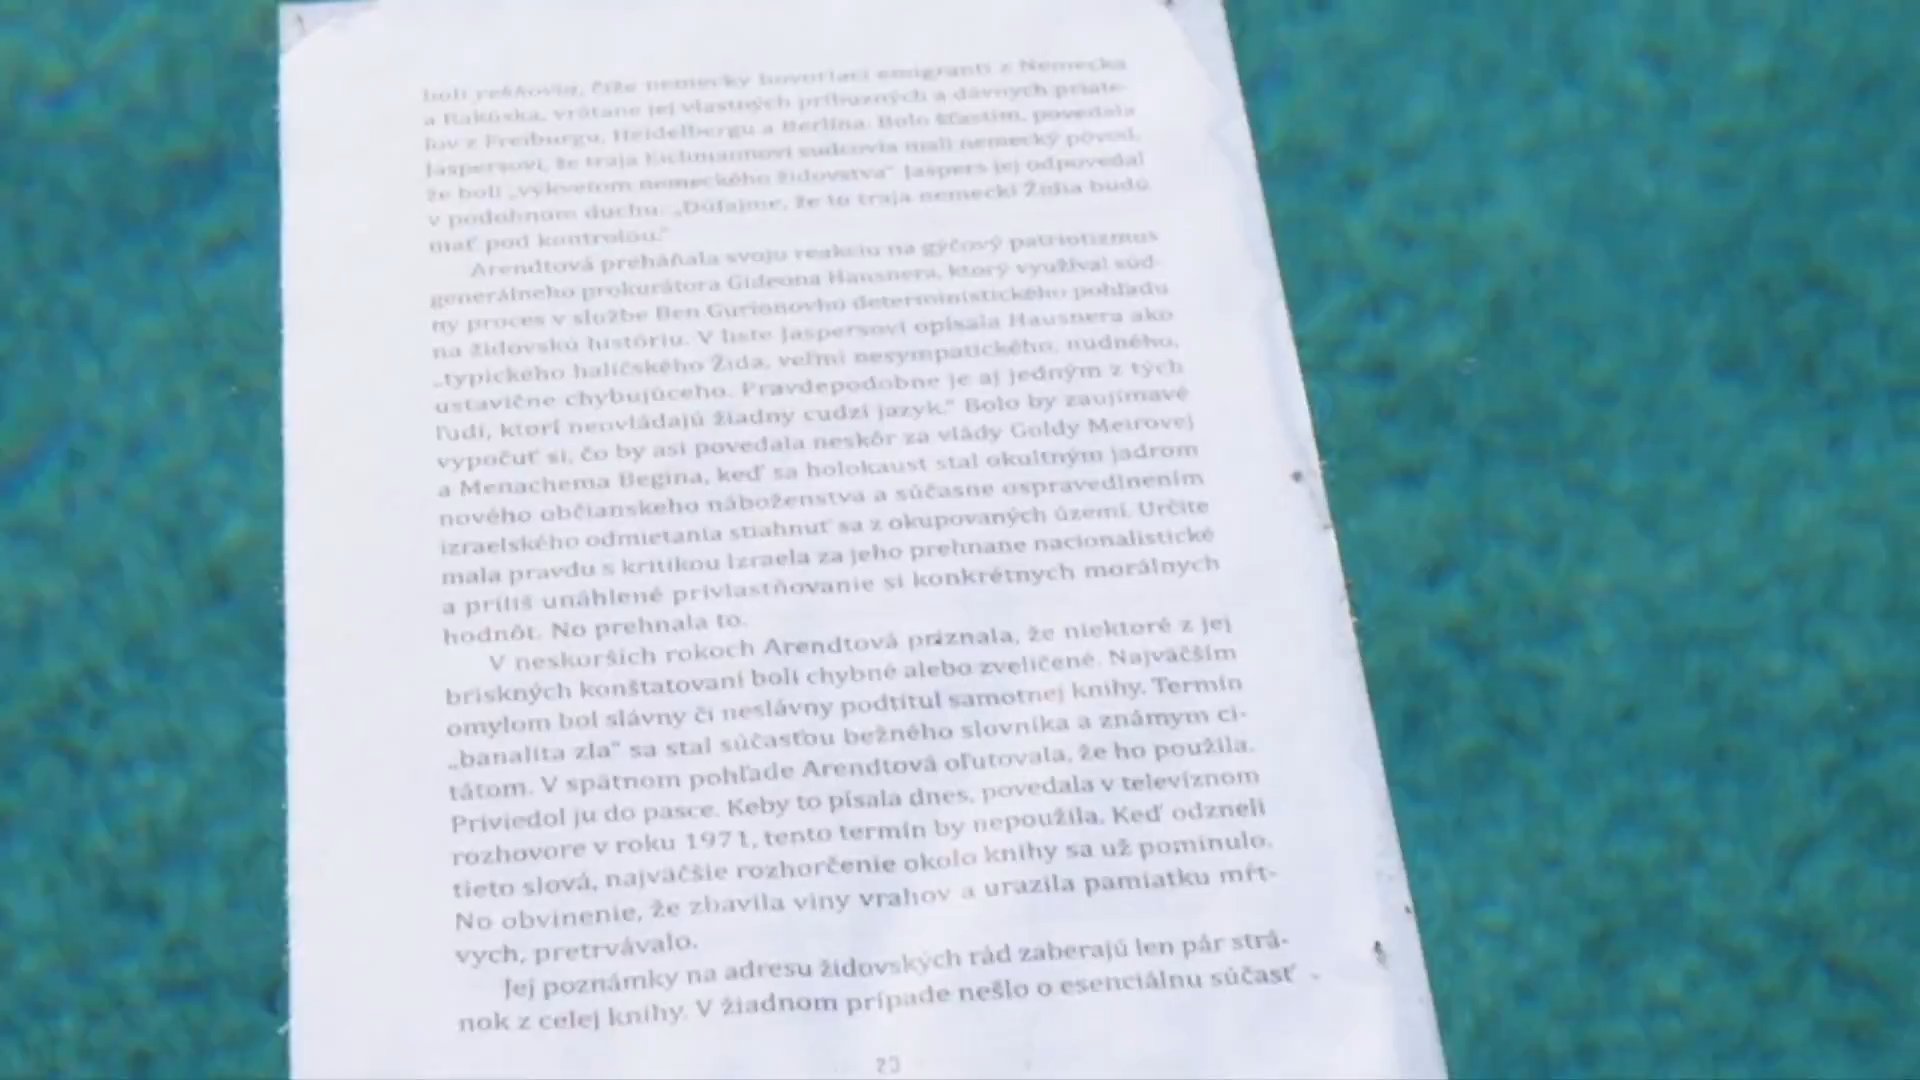 boli jekkovia, čiže nemecky hovoriaci emigranti z Nemecka
a Rakúska, vrátane jej vlastných príbuzných a dávnych priate-
ľov z Freiburgu, Heidelbergu a Berlína. Bolo šťastím, povedala
Jaspersovi, že traja Eichmannovi sudcovia mali nemecký pôvod,
že boli „výkvetom nemeckého židovstva“ Jaspers jej odpovedal
v podobnom duchu: „Dúfajme, že to traja nemeckí Židia budú
mať pod kontrolou.“
Arendtová preháňala svoju reakciu na gýčový patriotizmus
generálneho prokurátora Gideona Hausnera, ktorý využíval súd-
ny proces v službe Ben Gurionovho deterministického pohľadu
na židovskú históriu. V liste Jaspersovi opísala Hausnera ako
„typického haličského Žida, veľmi nesympatického, nudného,
ustavične chybujúceho. Pravdepodobne je aj jedným z tých
ľudí, ktorí neovládajú žiadny cudzí jazyk.“ Bolo by zaujímavé
vypočuť si, čo by asi povedala neskôr za vlády Goldy Meirovej
a Menachema Begina, keď sa holokaust stal okultným jadrom
nového občianskeho náboženstva a súčasne ospravedlnením
izraelského odmietania stiahnuť sa z okupovaných území. Určite
mala pravdu s kritikou Izraela za jeho prehnane nacionalistické
a príliš unáhlené privlastňovanie si konkrétnych morálnych
hodnôt. No prehnala to.
V neskorších rokoch Arendtová priznala, že niektoré z jej
briskných konštatovaní boli chybné alebo zveličené. Najväčším
omylom bol slávny či neslávny podtitul samotnej knihy. Termín
„banalita zla“ sa stal súčasťou bežného slovníka a známym ci-
tátom. V spätnom pohľade Arendtová oľutovala, že ho použila.
Priviedol ju do pasce. Keby to písala dnes, povedala v televíznom
rozhovore v roku 1971, tento termín by nepoužila. Keď odzneli
tieto slová, najväčšie rozhorčenie okolo knihy sa už pominulo.
No obvinenie, že zbavila viny vrahov a urazila pamiatku mŕt-
vych, pretrvávalo.
Jej poznámky na adresu židovských rád zaberajú len pár strá-
nok z celej knihy. V žiadnom prípade nešlo o esenciálnu súčasť